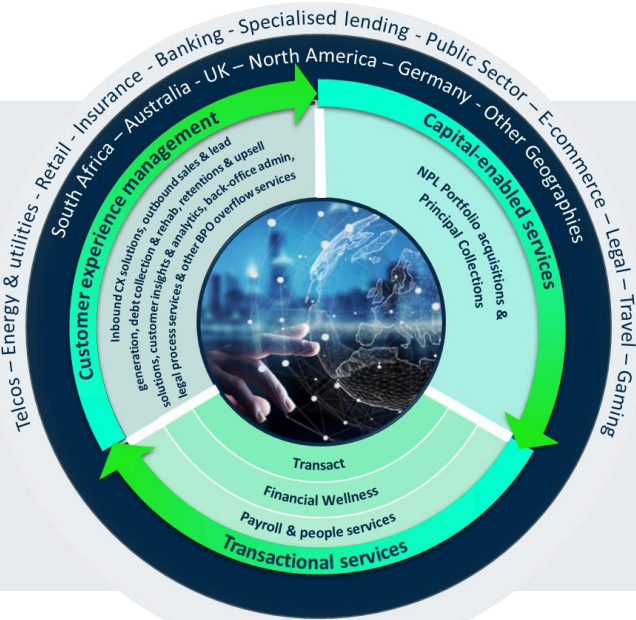 Telcos – Energy & utilities - Retail - Insurance - Banking - Specialised lending - Public Sector – E-commerce – Legal – Travel – Gaming
South Africa – Australia - UK – North America – Germany - Other Geographies
Customer experience management
Inbound CX solutions, outbound sales & lead
generation, debt collection & rehab, retentions & upsell
solutions, customer insights & analytics, back-office admin,
legal process services & other BPO overflow services
Capital-enabled services
NPL Portfolio acquisitions &
Principal Collections
Transact
Financial Wellness
Payroll & people services
Transactional services